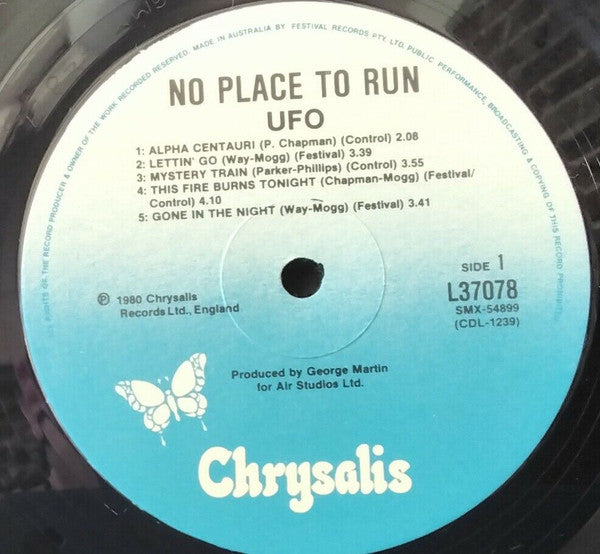 RIGHTS OF THE RECORD PRODUCER & OWNER OF THE WORK RECORDED RESERVED. MADE IN AUSTRALIA BY FESTIVAL RECORDS PTY. LTD. PUBLIC PERFORMANCE, BROADCASTING & COPYING OF THIS RECORD
NO PLACE TO RUN
UFO
1: ALPHA CENTAURI (P. Chapman) (Control) 2.08
2: LETTIN' GO (Way-Mogg) (Festival) 3.39
3: MYSTERY TRAIN (Parker-Phillips) (Control) 3.55
4: THIS FIRE BURNS TONIGHT (Chapman-Mogg) (Festival/
Control) 4.10
5: GONE IN THE NIGHT (Way-Mogg) (Festival) 3.41
SIDE 1
L37078
SMX-54899
(CDL-1239)
℗ 1980 Chrysalis
Records Ltd., England
Produced by George Martin
for Air Studios Ltd.
Chrysalis